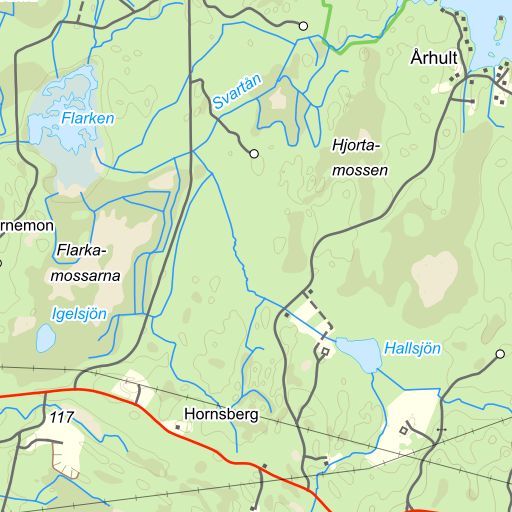 Århult
Svartån
Flarken
Hjorta-
mossen
rnemon
Flarka-
mossarna
Igelsjön
Hallsjön
117
Hornsberg